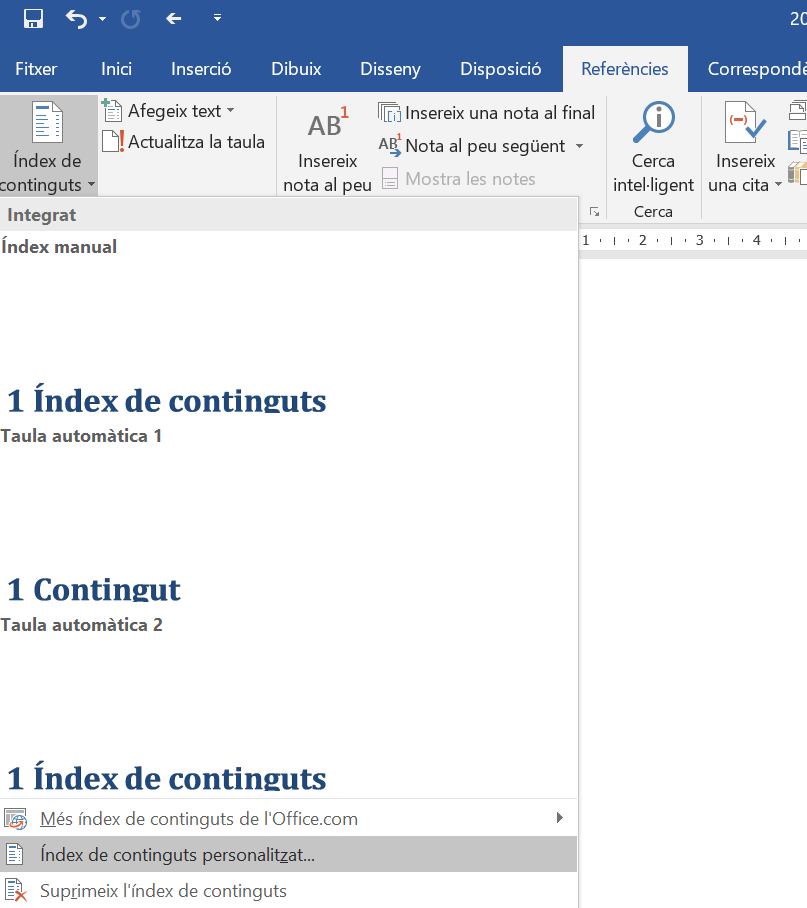 20
Fitxer Inici Inserció Dibuix Disseny Disposició Referències Correspondè
Índex de
continguts
Afegeix text
Actualitza la taula
AB1
Insereix
nota al peu
Insereix una nota al final
AB1 Nota al peu següent
Mostra les notes
Cerca
intel·ligent
Cerca
Insereix
una cita
1 2 3 4
Integrat
Índex manual
1 Índex de continguts
Taula automàtica 1
1 Contingut
Taula automàtica 2
1 Índex de continguts
Més índex de continguts de l'Office.com
Índex de continguts personalitzat...
Suprimeix l'índex de continguts